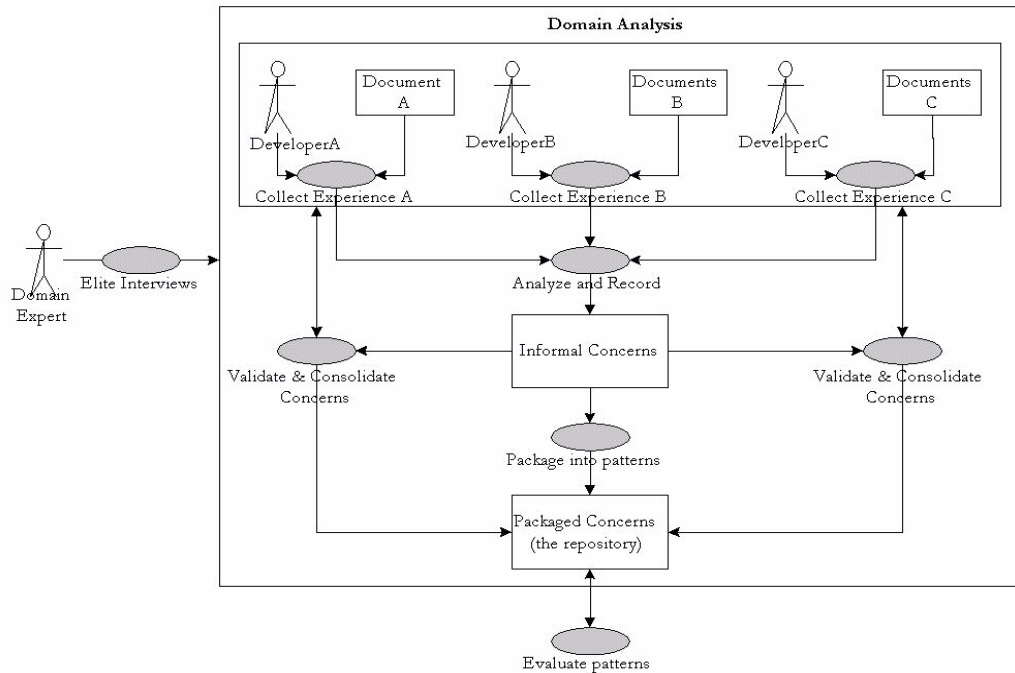 Domain Analysis
Document
A
Documents
B
Documents
C
DeveloperA
DeveloperB
DeveloperC
Collect Experience A
Collect Experience B
Collect Experience C
Elite Interviews
Domain
Expert
Analyze and Record
Informal Concerns
Validate & Consolidate
Concerns
Validate & Consolidate
Concerns
Package into patterns
Packaged Concerns
(the repository)
Evaluate patterns